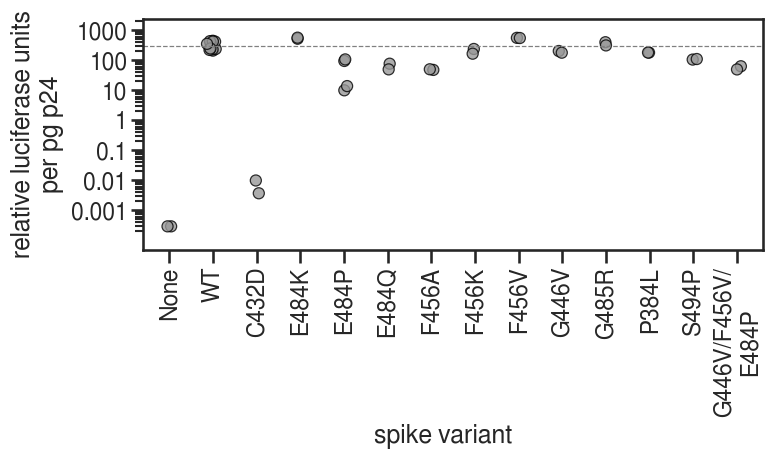 relative luciferase units
per pg p24
1000
100
10
1
0.1
0.01
0.001
None
WT
C432D
E484K
E484P
E484Q
F456A
F456K
F456V
G446V
G485R
P384L
S494P
G446V/F456V/
E484P
spike variant